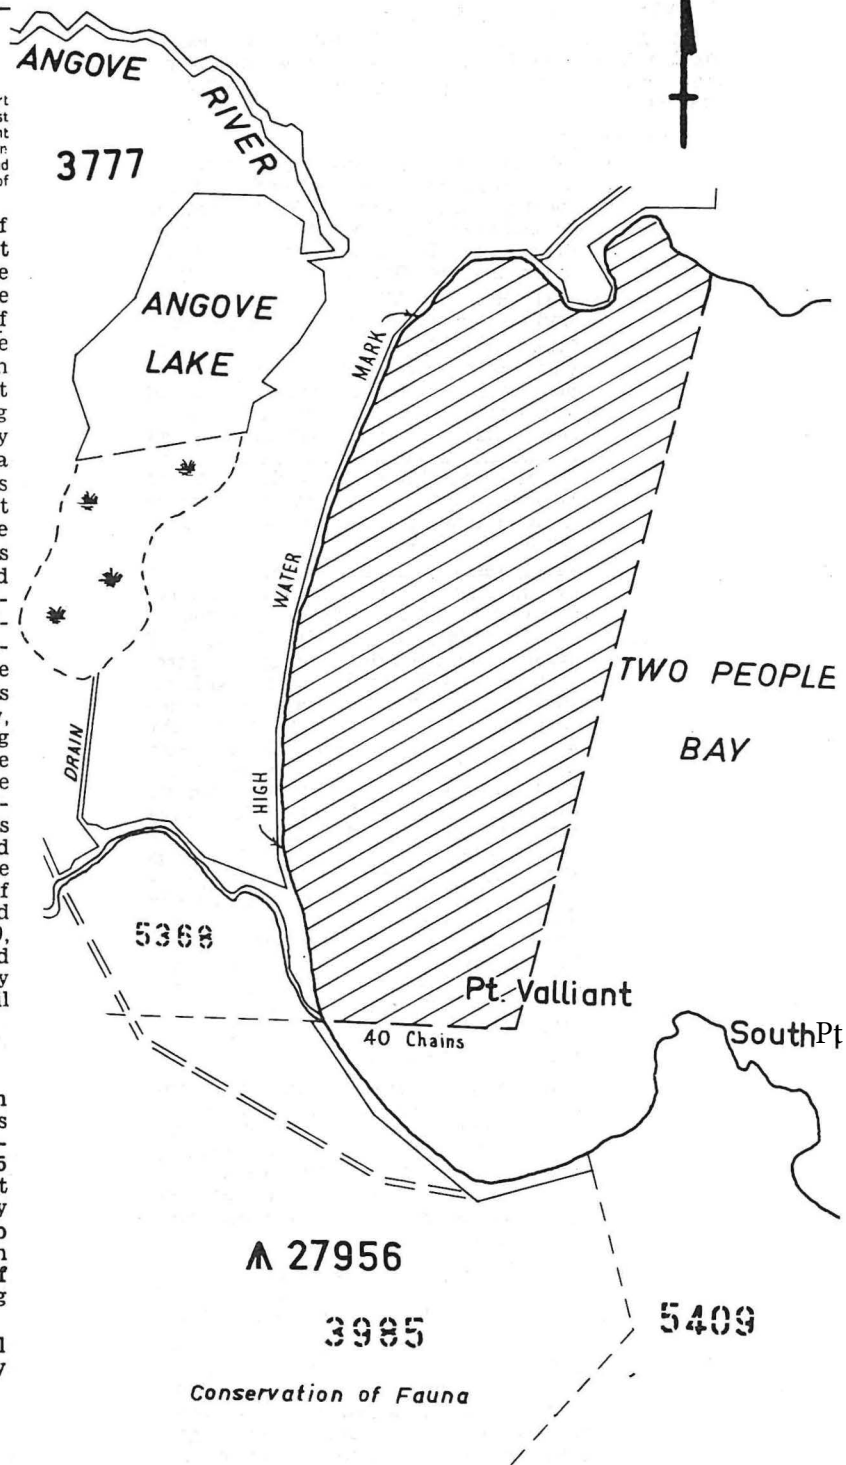 ANGOVE
RIVER
3777
ANGOVE
LAKE
MARK
WATER
HIGH
DRAIN
TWO PEOPLE
BAY
5368
Pt. Valliant
40 Chains
South Pt
27956
3985
5409
Conservation of Fauna